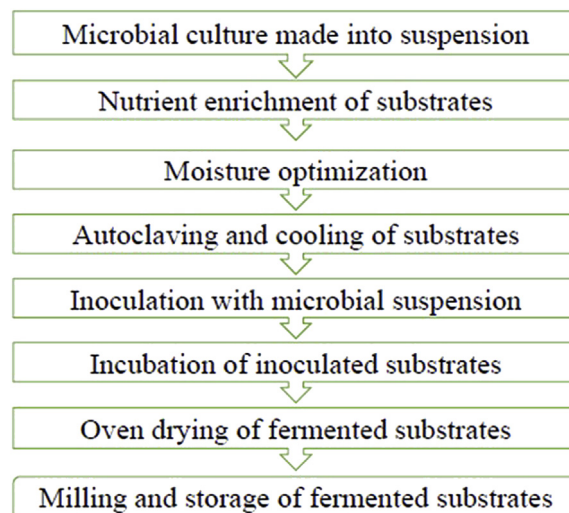 Microbial culture made into suspension
Nutrient enrichment of substrates
Moisture optimization
Autoclaving and cooling of substrates
Inoculation with microbial suspension
Incubation of inoculated substrates
Oven drying of fermented substrates
Milling and storage of fermented substrates